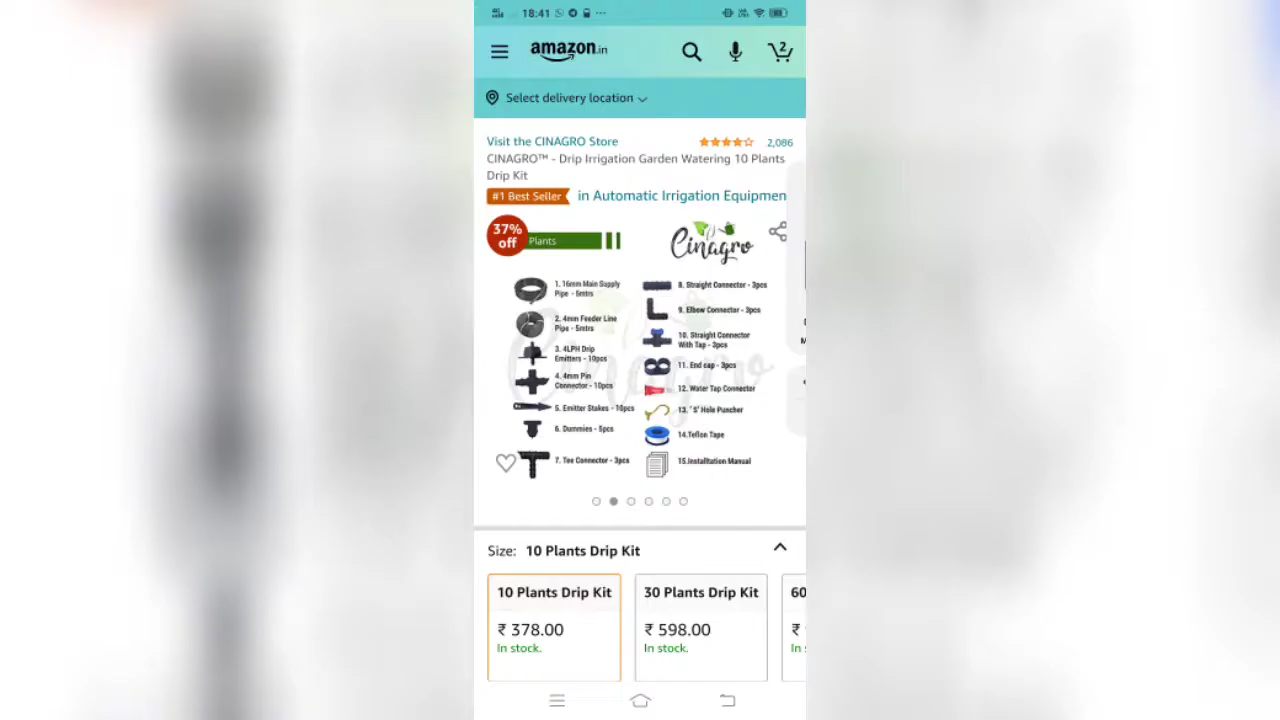 18:41
amazon.in
2
Select delivery location
Visit the CINAGRO Store
2,086
CINAGRO™ - Drip Irrigation Garden Watering 10 Plants
Drip Kit
#1 Best Seller
in Automatic Irrigation Equipmen
37%
off
Plants
Cinagro
1. 16mm Main Supply
Pipe - 5mtrs
2. 4mm Feeder Line
Pipe - 5mtrs
3. 4LPH Drip
Emitters - 10pcs
4. 4mm Pin
Connector - 10pcs
5. Emitter Stakes - 10pcs
6. Dummies - 5pcs
7. Tee Connector - 3pcs
8. Straight Connector - 3pcs
9. Elbow Connector - 3pcs
10. Straight Connector
With Tap - 3pcs
11. End cap - 3pcs
12. Water Tap Connector
13. ' S' Hole Puncher
14.Teflon Tape
15.Installtation Manual
Cinagro
Size: 10 Plants Drip Kit
10 Plants Drip Kit
₹ 378.00
In stock.
30 Plants Drip Kit
₹ 598.00
In stock.
60
₹
In